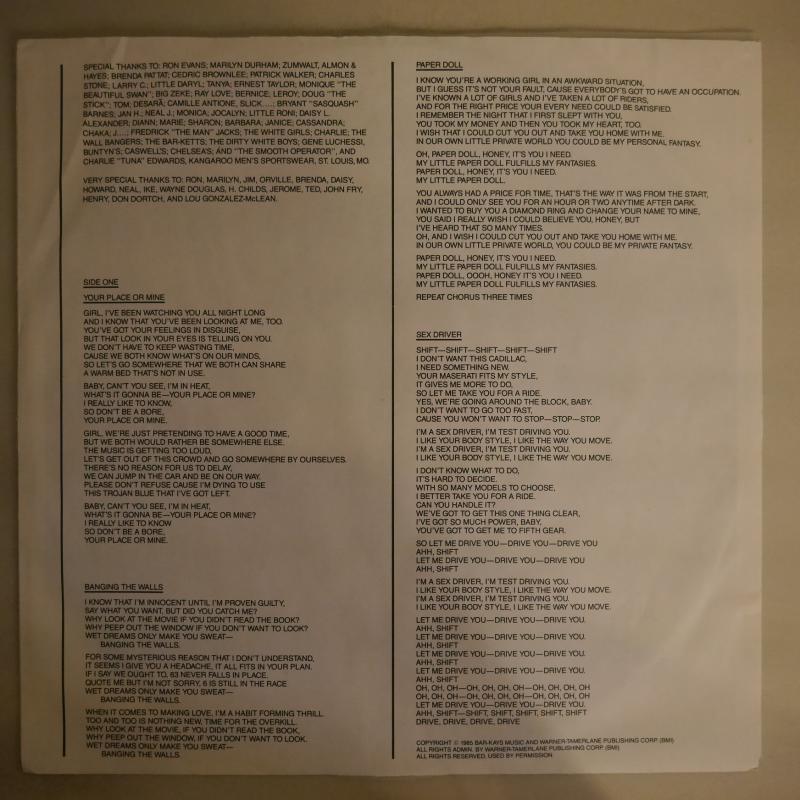 SPECIAL THANKS TO: RON EVANS; MARILYN DURHAM; ZUMWALT, ALMON &
HAYES; BRENDA PATTAT; CEDRIC BROWNLEE; PATRICK WALKER; CHARLES
STONE; LARRY C.; LITTLE DARYL; TANYA; ERNEST TAYLOR; MONIQUE "THE
BEAUTIFUL SWAN"; BIG ZEKE; RAY LOVE; BERNICE; LEROY; DOUG "THE
STICK"; TOM; DESARÄ; CAMILLE ANTIONE, SLICK ...; BRYANT "SASQUASH"
BARNES; JAN H.; NEAL J.; MONICA; JOCALYN; LITTLE RONI; DAISY L.
ALEXANDER; DIANN; MARIE; SHARON; BARBARA; JANICE; CASSANDRA;
CHAKA; J....; FREDRICK "THE MAN" JACKS; THE WHITE GIRLS; CHARLIE; THE
WALL BANGERS; THE BAR-KETTS; THE DIRTY WHITE BOYS; GENE LUCHESSI,
BUNTYN'S; CASWELL'S; CHELSEA'S; AND "THE SMOOTH OPERATOR", AND
CHARLIE "TUNA" EDWARDS, KANGAROO MEN'S SPORTSWEAR, ST. LOUIS, MO.
VERY SPECIAL THANKS TO: RON, MARILYN, JIM, ORVILLE, BRENDA, DAISY,
HOWARD, NEAL, IKE, WAYNE DOUGLAS, H. CHILDS, JEROME, TED, JOHN FRY,
HENRY, DON DORTCH, AND LOU GONZALEZ-McLEAN.
SIDE ONE
YOUR PLACE OR MINE
GIRL, I'VE BEEN WATCHING YOU ALL NIGHT LONG
AND I KNOW THAT YOU'VE BEEN LOOKING AT ME, TOO.
YOU'VE GOT YOUR FEELINGS IN DISGUISE,
BUT THAT LOOK IN YOUR EYES IS TELLING ON YOU.
WE DON'T HAVE TO KEEP WASTING TIME,
CAUSE WE BOTH KNOW WHAT'S ON OUR MINDS,
SO LET'S GO SOMEWHERE THAT WE BOTH CAN SHARE
A WARM BED THAT'S NOT IN USE.
BABY, CAN'T YOU SEE, I'M IN HEAT,
WHAT'S IT GONNA BE—YOUR PLACE OR MINE?
I REALLY LIKE TO KNOW,
SO DON'T BE A BORE,
YOUR PLACE OR MINE.
GIRL, WE'RE JUST PRETENDING TO HAVE A GOOD TIME,
BUT WE BOTH WOULD RATHER BE SOMEWHERE ELSE.
THE MUSIC IS GETTING TOO LOUD,
LET'S GET OUT OF THIS CROWD AND GO SOMEWHERE BY OURSELVES.
THERE'S NO REASON FOR US TO DELAY,
WE CAN JUMP IN THE CAR AND BE ON OUR WAY.
PLEASE DON'T REFUSE CAUSE I'M DYING TO USE
THIS TROJAN BLUE THAT I'VE GOT LEFT.
BABY, CAN'T YOU SEE, I'M IN HEAT,
WHAT'S IT GONNA BE—YOUR PLACE OR MINE?
I REALLY LIKE TO KNOW
SO DON'T BE A BORE,
YOUR PLACE OR MINE.
BANGING THE WALLS
I KNOW THAT I'M INNOCENT UNTIL I'M PROVEN GUILTY,
SAY WHAT YOU WANT, BUT DID YOU CATCH ME?
WHY LOOK AT THE MOVIE IF YOU DIDN'T READ THE BOOK?
WHY PEEP OUT THE WINDOW IF YOU DON'T WANT TO LOOK?
WET DREAMS ONLY MAKE YOU SWEAT—
BANGING THE WALLS.
FOR SOME MYSTERIOUS REASON THAT I DON'T UNDERSTAND,
IT SEEMS I GIVE YOU A HEADACHE, IT ALL FITS IN YOUR PLAN.
IF I SAY WE OUGHT TO, 63 NEVER FALLS IN PLACE.
QUOTE ME BUT I'M NOT SORRY, 6 IS STILL IN THE RACE
WET DREAMS ONLY MAKE YOU SWEAT—
BANGING THE WALLS.
WHEN IT COMES TO MAKING LOVE, I'M A HABIT FORMING THRILL.
TOO AND TOO IS NOTHING NEW, TIME FOR THE OVERKILL.
WHY LOOK AT THE MOVIE, IF YOU DIDN'T READ THE BOOK,
WHY PEEP OUT THE WINDOW, IF YOU DON'T WANT TO LOOK.
WET DREAMS ONLY MAKE YOU SWEAT—
BANGING THE WALLS.
PAPER DOLL
I KNOW YOU'RE A WORKING GIRL IN AN AWKWARD SITUATION,
BUT I GUESS IT'S NOT YOUR FAULT, CAUSE EVERYBODY'S GOT TO HAVE AN OCCUPATION.
I'VE KNOWN A LOT OF GIRLS AND I'VE TAKEN A LOT OF RIDERS,
AND FOR THE RIGHT PRICE YOUR EVERY NEED COULD BE SATISFIED.
I REMEMBER THE NIGHT THAT I FIRST SLEPT WITH YOU,
YOU TOOK MY MONEY AND THEN YOU TOOK MY HEART, TOO.
I WISH THAT I COULD CUT YOU OUT AND TAKE YOU HOME WITH ME.
IN OUR OWN LITTLE PRIVATE WORLD YOU COULD BE MY PERSONAL FANTASY.
OH, PAPER DOLL, HONEY, IT'S YOU I NEED.
MY LITTLE PAPER DOLL FULFILLS MY FANTASIES.
PAPER DOLL, HONEY, IT'S YOU I NEED.
MY LITTLE PAPER DOLL.
YOU ALWAYS HAD A PRICE FOR TIME, THAT'S THE WAY IT WAS FROM THE START,
AND I COULD ONLY SEE YOU FOR AN HOUR OR TWO ANYTIME AFTER DARK.
I WANTED TO BUY YOU A DIAMOND RING AND CHANGE YOUR NAME TO MINE,
YOU SAID I REALLY WISH I COULD BELIEVE YOU, HONEY, BUT
I'VE HEARD THAT SO MANY TIMES.
OH, AND I WISH I COULD CUT YOU OUT AND TAKE YOU HOME WITH ME.
IN OUR OWN LITTLE PRIVATE WORLD, YOU COULD BE MY PRIVATE FANTASY.
PAPER DOLL, HONEY, IT'S YOU I NEED.
MY LITTLE PAPER DOLL FULFILLS MY FANTASIES.
PAPER DOLL, OOOH, HONEY IT'S YOU I NEED.
MY LITTLE PAPER DOLL FULFILLS MY FANTASIES.
REPEAT CHORUS THREE TIMES
SEX DRIVER
SHIFT—SHIFT—SHIFT—SHIFT—SHIFT
I DON'T WANT THIS CADILLAC,
I NEED SOMETHING NEW.
YOUR MASERATI FITS MY STYLE,
IT GIVES ME MORE TO DO,
SO LET ME TAKE YOU FOR A RIDE.
YES, WE'RE GOING AROUND THE BLOCK, BABY.
I DON'T WANT TO GO TOO FAST,
CAUSE YOU WON'T WANT TO STOP—STOP—STOP.
I'M A SEX DRIVER, I'M TEST DRIVING YOU.
I LIKE YOUR BODY STYLE, I LIKE THE WAY YOU MOVE.
I'M A SEX DRIVER, I'M TEST DRIVING YOU.
I LIKE YOUR BODY STYLE, I LIKE THE WAY YOU MOVE.
I DON'T KNOW WHAT TO DO,
IT'S HARD TO DECIDE.
WITH SO MANY MODELS TO CHOOSE,
I BETTER TAKE YOU FOR A RIDE.
CAN YOU HANDLE IT?
WE'VE GOT TO GET THIS ONE THING CLEAR,
I'VE GOT SO MUCH POWER, BABY,
YOU'VE GOT TO GET ME TO FIFTH GEAR.
SO LET ME DRIVE YOU—DRIVE YOU—DRIVE YOU
AHH, SHIFT
LET ME DRIVE YOU—DRIVE YOU—DRIVE YOU
AHH, SHIFT
I'M A SEX DRIVER, I'M TEST DRIVING YOU.
I LIKE YOUR BODY STYLE, I LIKE THE WAY YOU MOVE.
I'M A SEX DRIVER, I'M TEST DRIVING YOU.
I LIKE YOUR BODY STYLE, I LIKE THE WAY YOU MOVE.
LET ME DRIVE YOU—DRIVE YOU—DRIVE YOU.
AHH, SHIFT
LET ME DRIVE YOU—DRIVE YOU—DRIVE YOU.
AHH, SHIFT
LET ME DRIVE YOU—DRIVE YOU—DRIVE YOU.
AHH, SHIFT
LET ME DRIVE YOU—DRIVE YOU—DRIVE YOU.
AHH, SHIFT
OH, OH, OH—OH, OH, OH, OH—OH, OH, OH, OH
OH, OH, OH—OH, OH, OH, OH—OH, OH, OH, OH
LET ME DRIVE YOU—DRIVE YOU—DRIVE YOU.
AHH, SHIFT—SHIFT, SHIFT, SHIFT, SHIFT, SHIFT
DRIVE, DRIVE, DRIVE, DRIVE
COPYRIGHT © 1985 BAR-KAYS MUSIC AND WARNER-TAMERLANE PUBLISHING CORP. (BMI)
ALL RIGHTS ADMIN. BY WARNER-TAMERLANE PUBLISHING CORP. (BMI)
ALL RIGHTS RESERVED, USED BY PERMISSION.